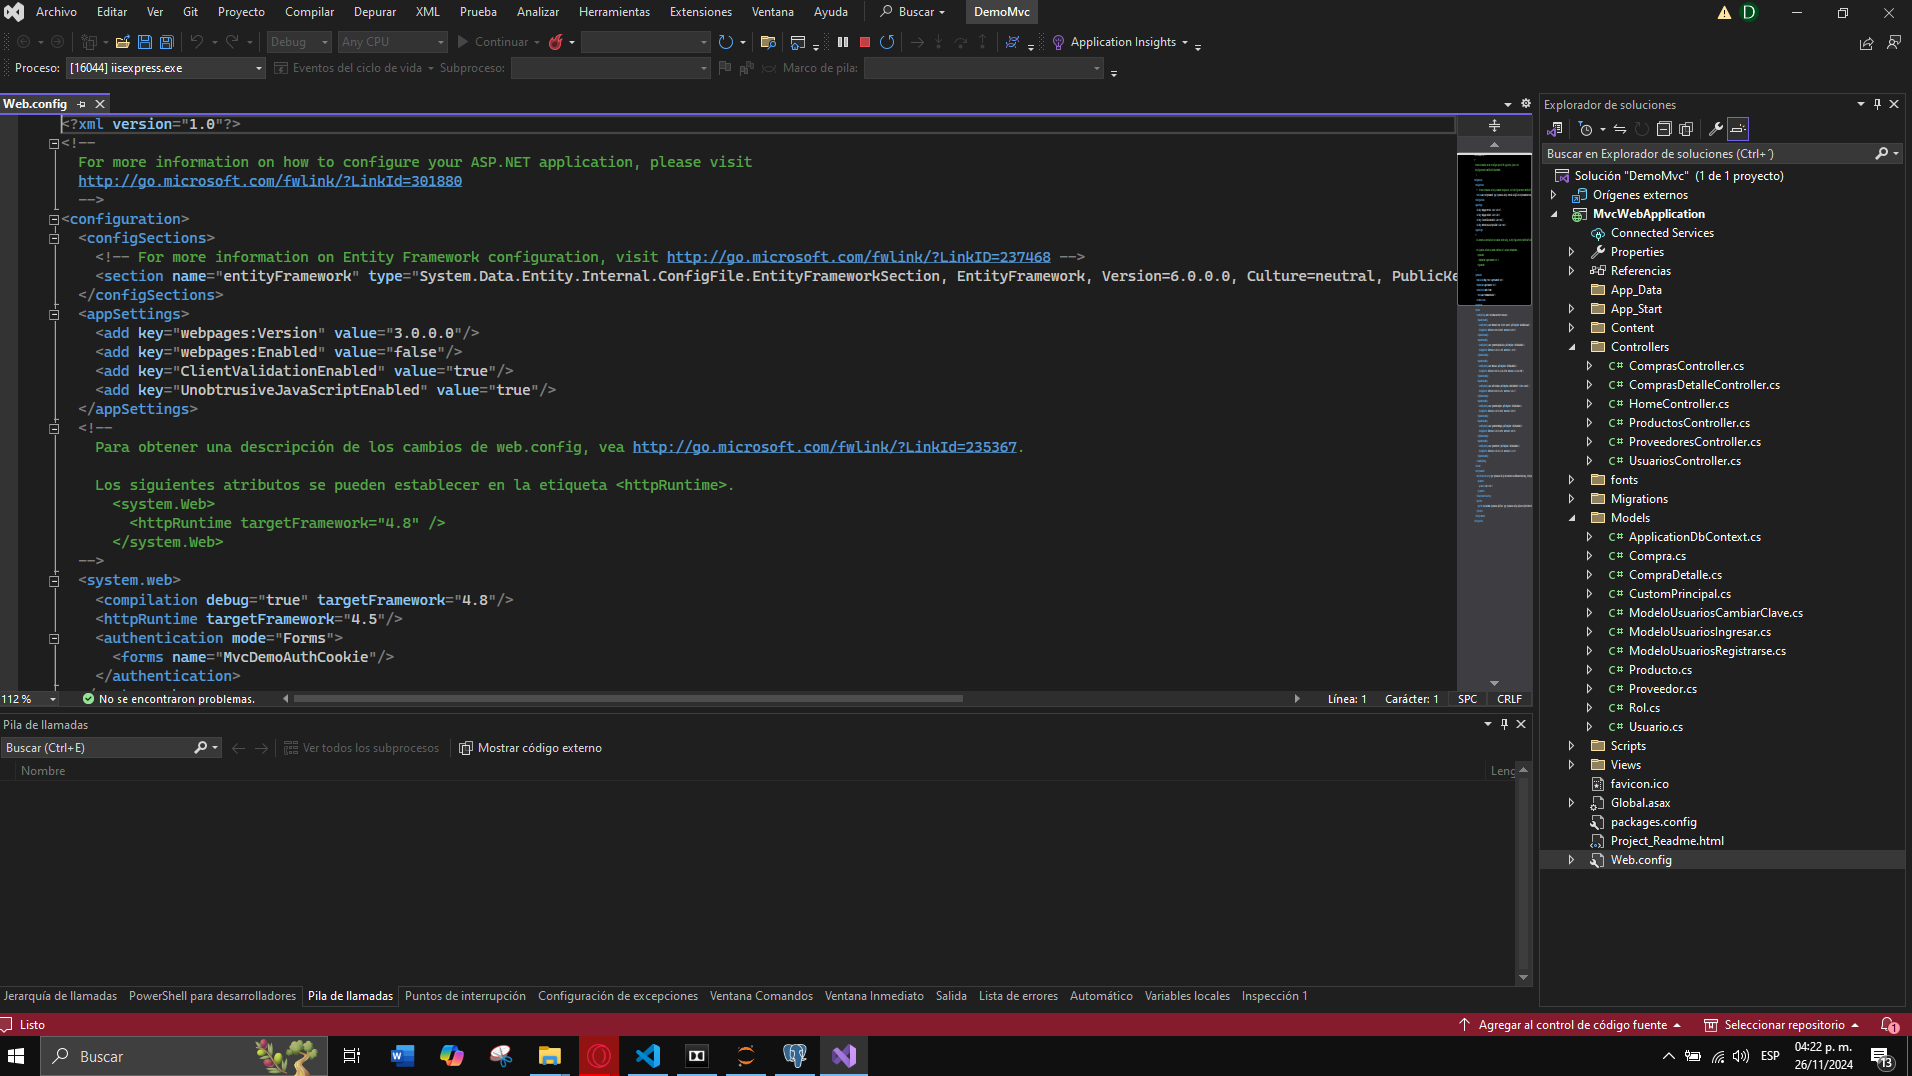 Archivo Editar Ver Git Proyecto Compilar Depurar XML Prueba Analizar Herramientas Extensiones Ventana Ayuda Buscar DemoMvc D
Debug Any CPU Continuar Application Insights
Proceso: [16044] iisexpress.exe Eventos del ciclo de vida Subproceso: Marco de pila:
Web.config
<?xml version="1.0"?>
<!--
For more information on how to configure your ASP.NET application, please visit
http://go.microsoft.com/fwlink/?LinkId=301880
-->
<configuration>
<configSections>
<!-- For more information on Entity Framework configuration, visit http://go.microsoft.com/fwlink/?LinkID=237468 -->
<section name="entityFramework" type="System.Data.Entity.Internal.ConfigFile.EntityFrameworkSection, EntityFramework, Version=6.0.0.0, Culture=neutral, PublicKe
</configSections>
<appSettings>
<add key="webpages:Version" value="3.0.0.0"/>
<add key="webpages:Enabled" value="false"/>
<add key="ClientValidationEnabled" value="true"/>
<add key="UnobtrusiveJavaScriptEnabled" value="true"/>
</appSettings>
<!--
Para obtener una descripción de los cambios de web.config, vea http://go.microsoft.com/fwlink/?LinkId=235367.
Los siguientes atributos se pueden establecer en la etiqueta <httpRuntime>.
<system.Web>
<httpRuntime targetFramework="4.8" />
</system.Web>
-->
<system.web>
<compilation debug="true" targetFramework="4.8"/>
<httpRuntime targetFramework="4.5"/>
<authentication mode="Forms">
<forms name="MvcDemoAuthCookie"/>
</authentication>
112 % No se encontraron problemas. Línea: 1 Carácter: 1 SPC CRLF
Pila de llamadas
Buscar (Ctrl+E) Ver todos los subprocesos Mostrar código externo
Nombre Leng
Jerarquía de llamadas PowerShell para desarrolladores Pila de llamadas Puntos de interrupción Configuración de excepciones Ventana Comandos Ventana Inmediato Salida Lista de errores Automático Variables locales Inspección 1
Explorador de soluciones
Buscar en Explorador de soluciones (Ctrl+´)
Solución "DemoMvc" (1 de 1 proyecto)
Orígenes externos
MvcWebApplication
Connected Services
Properties
Referencias
App_Data
App_Start
Content
Controllers
C# ComprasController.cs
C# ComprasDetalleController.cs
C# HomeController.cs
C# ProductosController.cs
C# ProveedoresController.cs
C# UsuariosController.cs
fonts
Migrations
Models
C# ApplicationDbContext.cs
C# Compra.cs
C# CompraDetalle.cs
C# CustomPrincipal.cs
C# ModeloUsuariosCambiarClave.cs
C# ModeloUsuariosIngresar.cs
C# ModeloUsuariosRegistrarse.cs
C# Producto.cs
C# Proveedor.cs
C# Rol.cs
C# Usuario.cs
Scripts
Views
favicon.ico
Global.asax
packages.config
Project_Readme.html
Web.config
Listo Agregar al control de código fuente Seleccionar repositorio 1
Buscar ESP 04:22 p. m.
26/11/2024 13